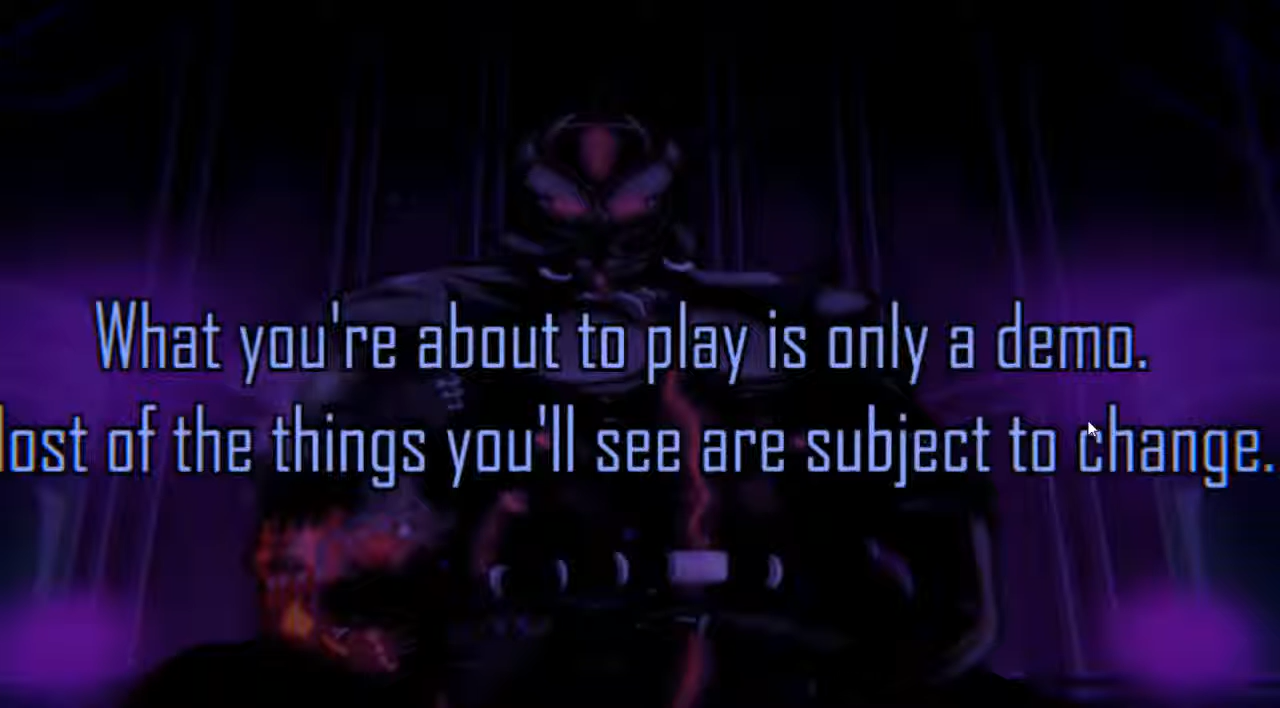 What you're about to play is only a demo.
of the things you'll see are subject to change.